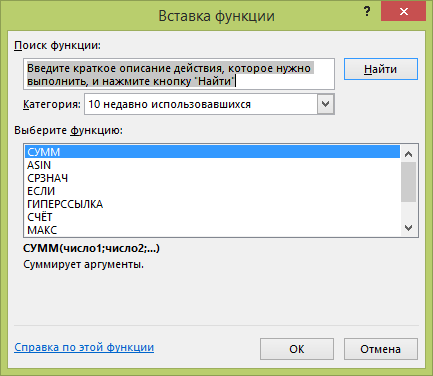 Вставка функции
?
Поиск функции:
Введите краткое описание действия, которое нужно
выполнить, и нажмите кнопку "Найти"
Найти
Категория:
10 недавно использовавшихся
Выберите функцию:
СУММ
ASIN
СРЗНАЧ
ЕСЛИ
ГИПЕРССЫЛКА
СЧЁТ
МАКС
СУММ(число1;число2;...)
Суммирует аргументы.
Справка по этой функции
ОК
Отмена